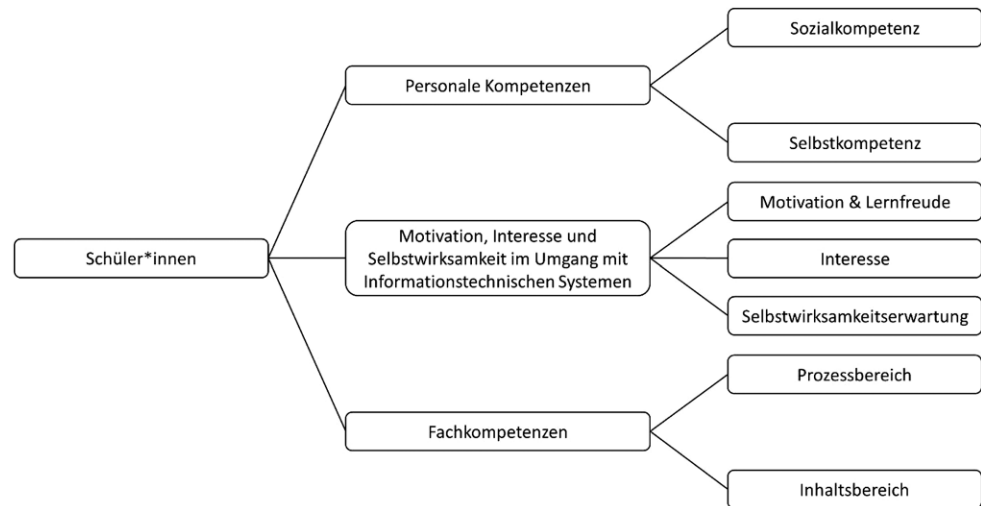 Sozialkompetenz
Personale Kompetenzen
Selbstkompetenz
Motivation & Lernfreude
Schüler*innen
Motivation, Interesse und
Selbstwirksamkeit im Umgang mit
Informationstechnischen Systemen
Interesse
Selbstwirksamkeitserwartung
Prozessbereich
Fachkompetenzen
Inhaltsbereich